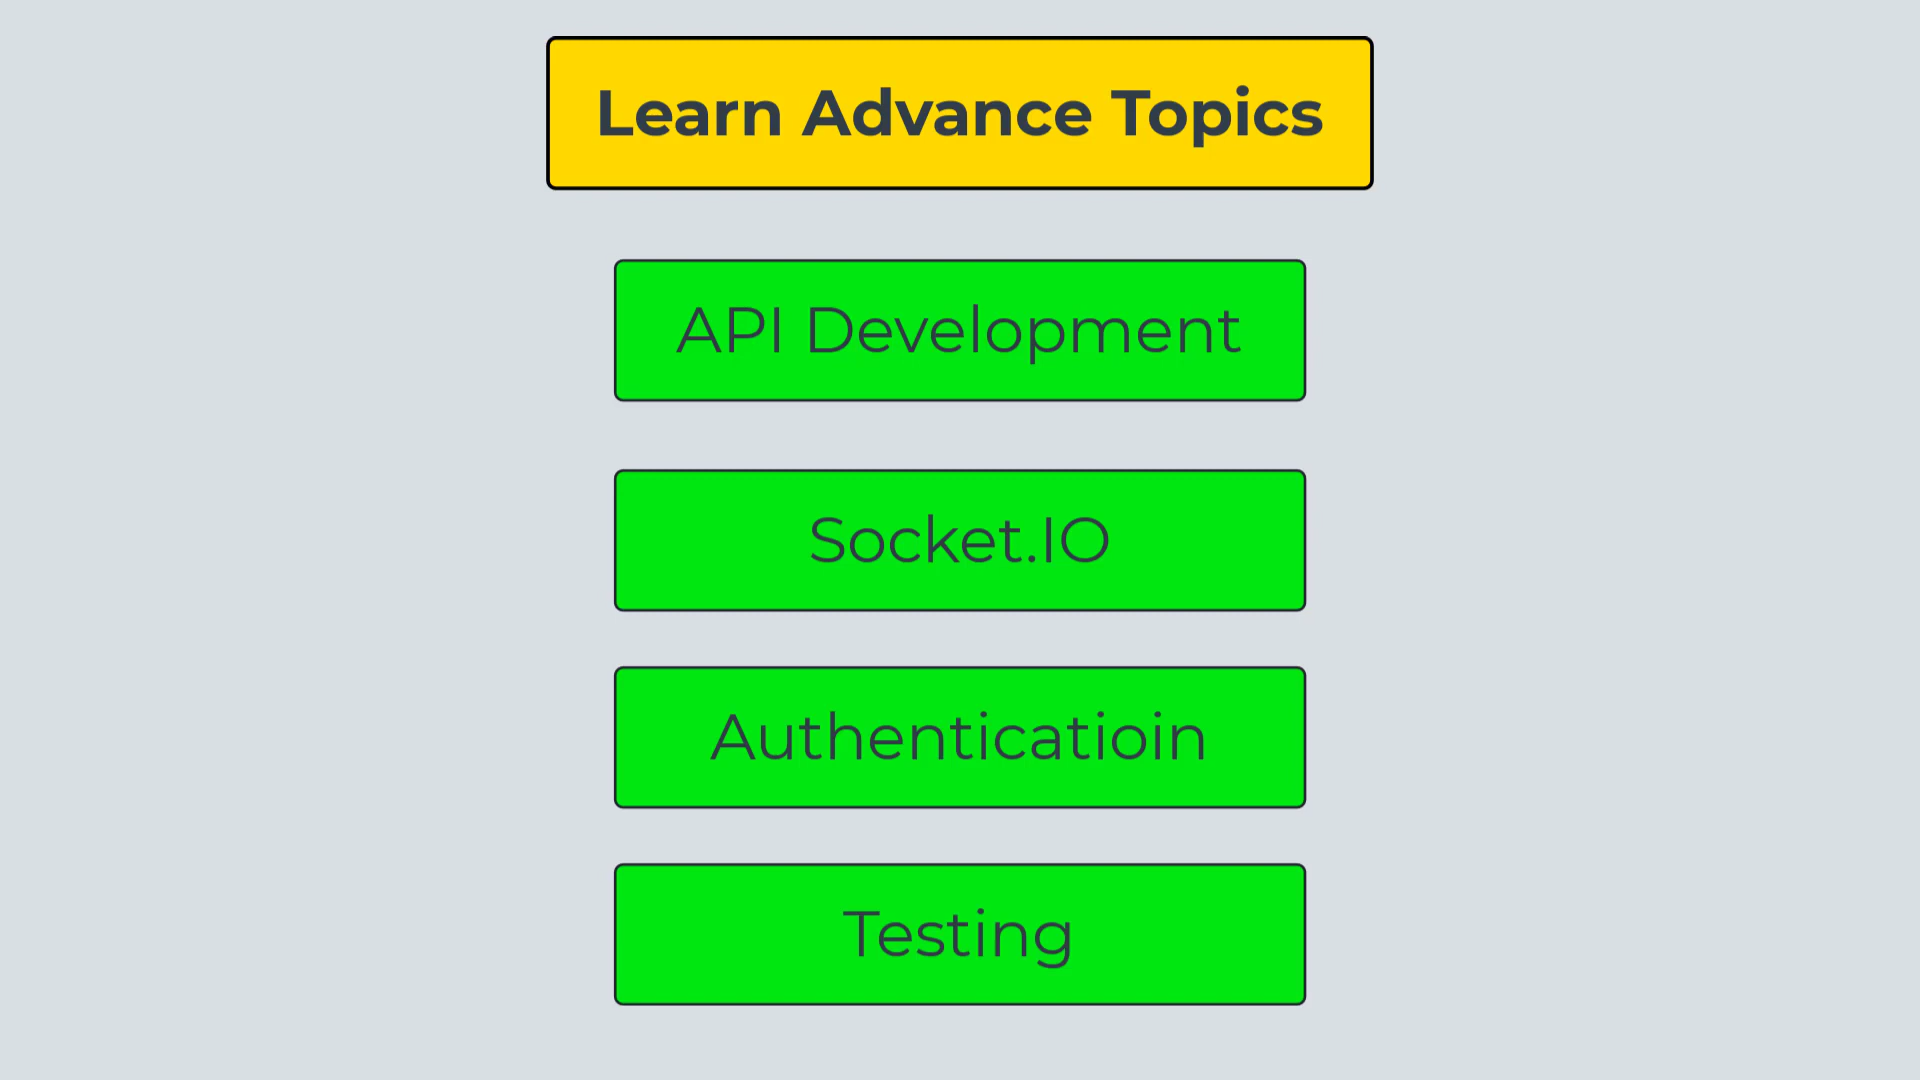 Learn Advance Topics
API Development
Socket.IO
Authenticatioin
Testing